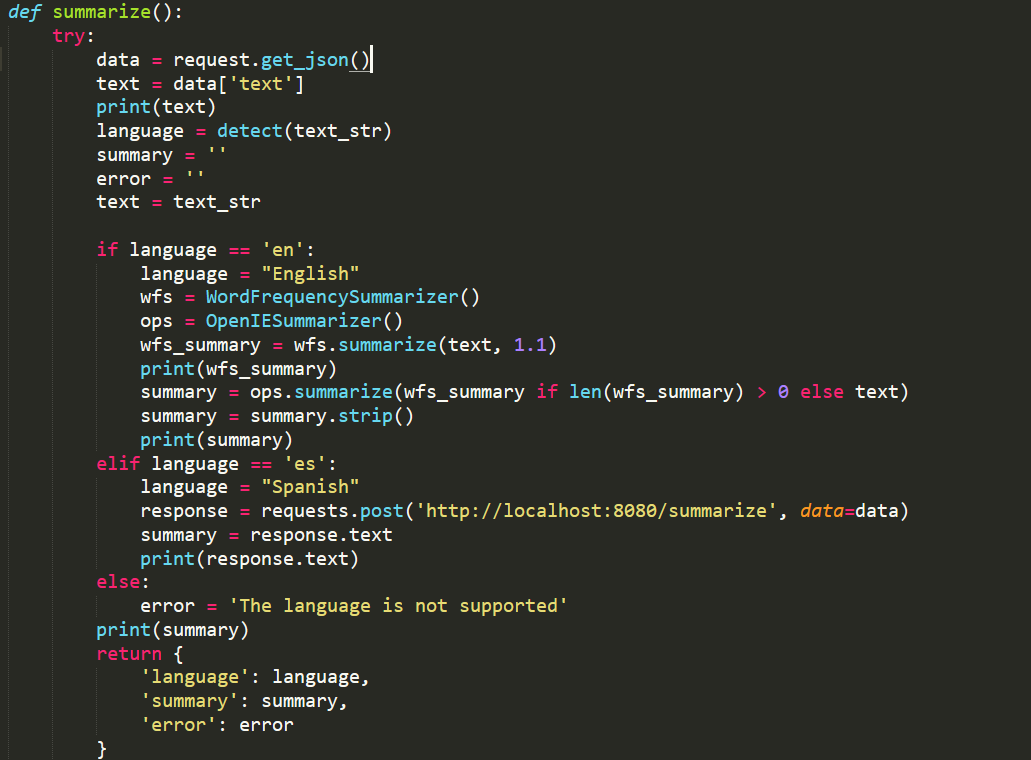 def summarize():
    try:
        data = request.get_json()
        text = data['text']
        print(text)
        language = detect(text_str)
        summary = ''
        error = ''
        text = text_str

        if language == 'en':
            language = "English"
            wfs = WordFrequencySummarizer()
            ops = OpenIESummarizer()
            wfs_summary = wfs.summarize(text, 1.1)
            print(wfs_summary)
            summary = ops.summarize(wfs_summary if len(wfs_summary) > 0 else text)
            summary = summary.strip()
            print(summary)
        elif language == 'es':
            language = "Spanish"
            response = requests.post('http://localhost:8080/summarize', data=data)
            summary = response.text
            print(response.text)
        else:
            error = 'The language is not supported'
        print(summary)
        return {
            'language': language,
            'summary': summary,
            'error': error
        }